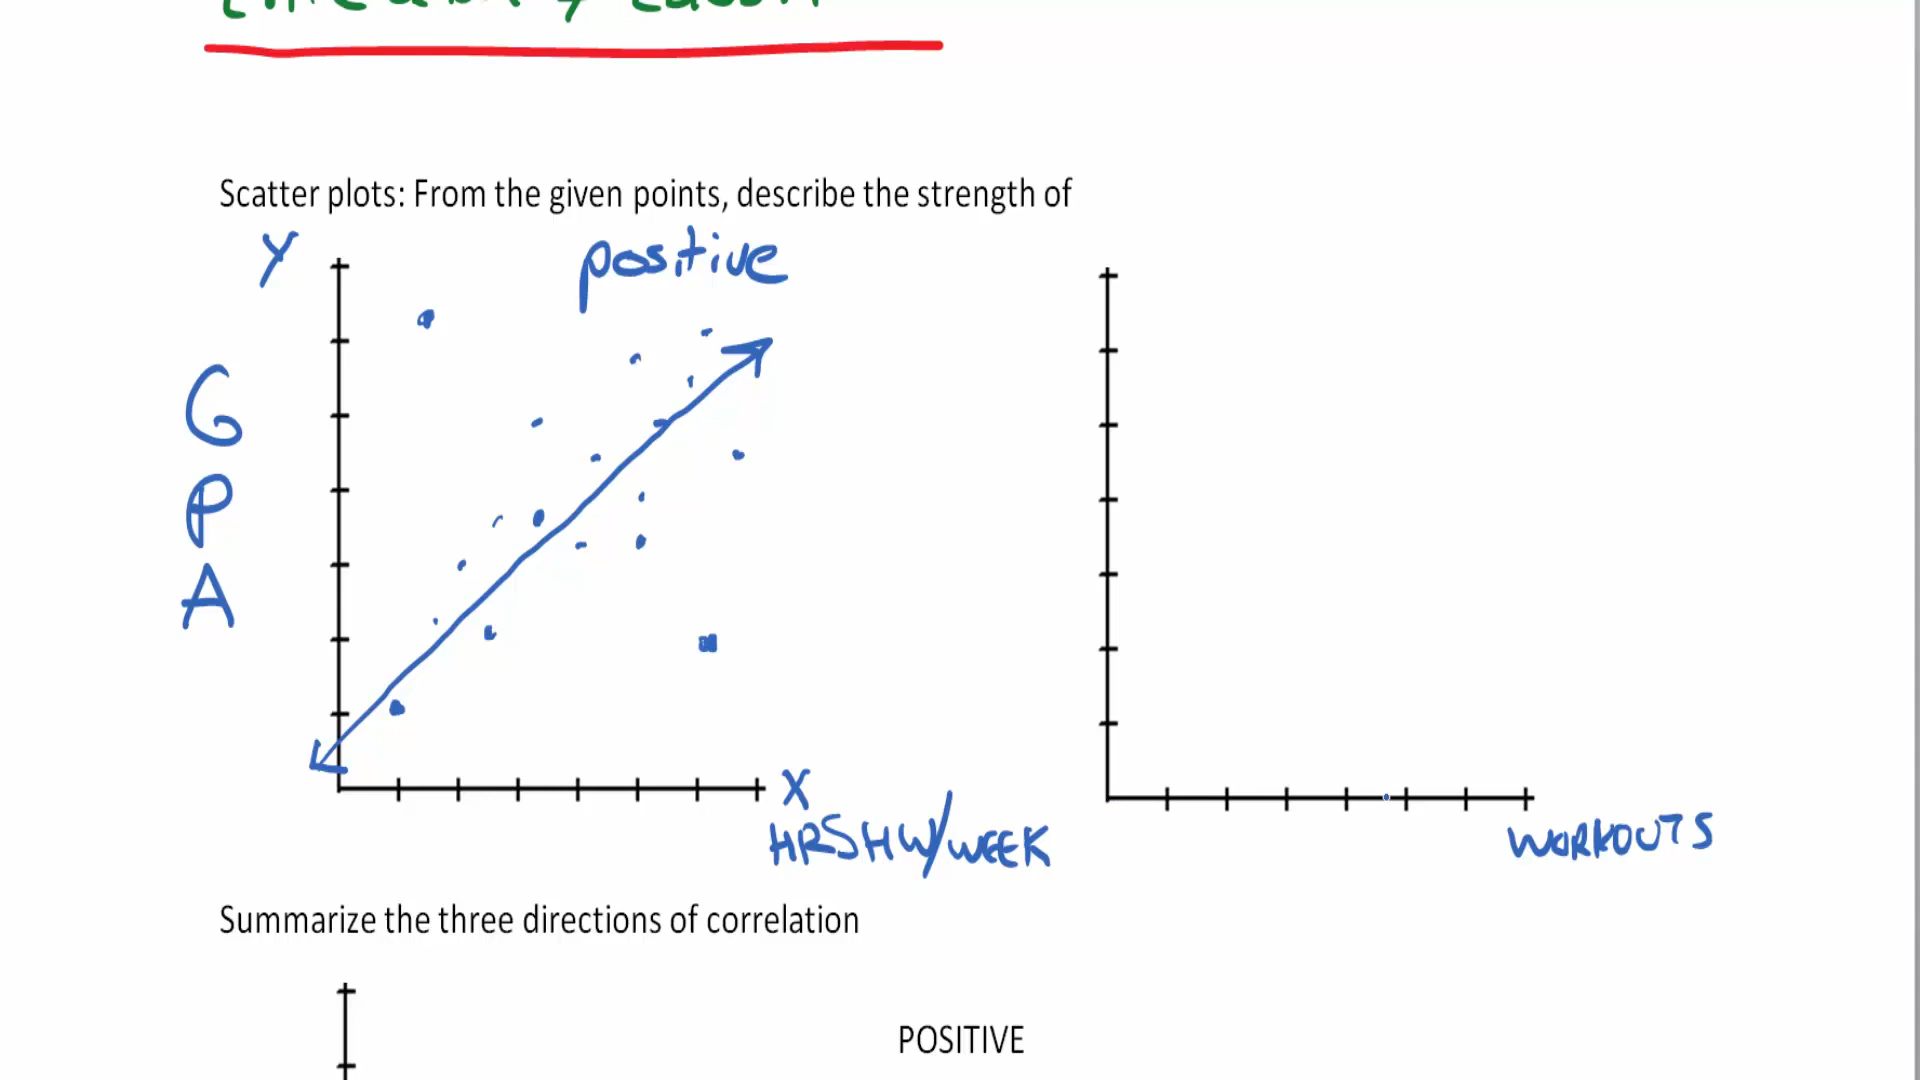 Scatter plots: From the given points, describe the strength of
Y
positive
G
P
A
X
HRSHW/WEEK
WORKOUTS
Summarize the three directions of correlation
POSITIVE